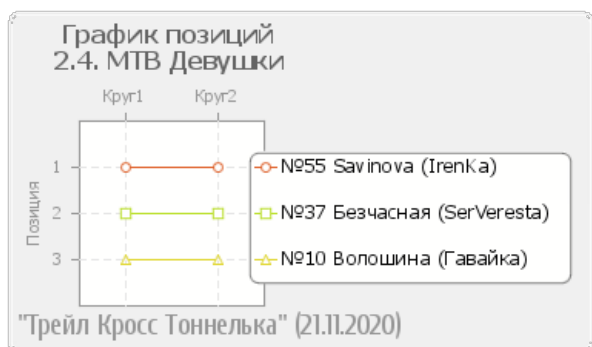 График позиций
2.4. МТВ Девушки
Круг1 Круг2
Позиция
1
2
3
№55 Savinova (IrenKa)
№37 Безчасная (SerVeresta)
№10 Волошина (Гавайка)
"Трейл Кросс Тоннелька" (21.11.2020)